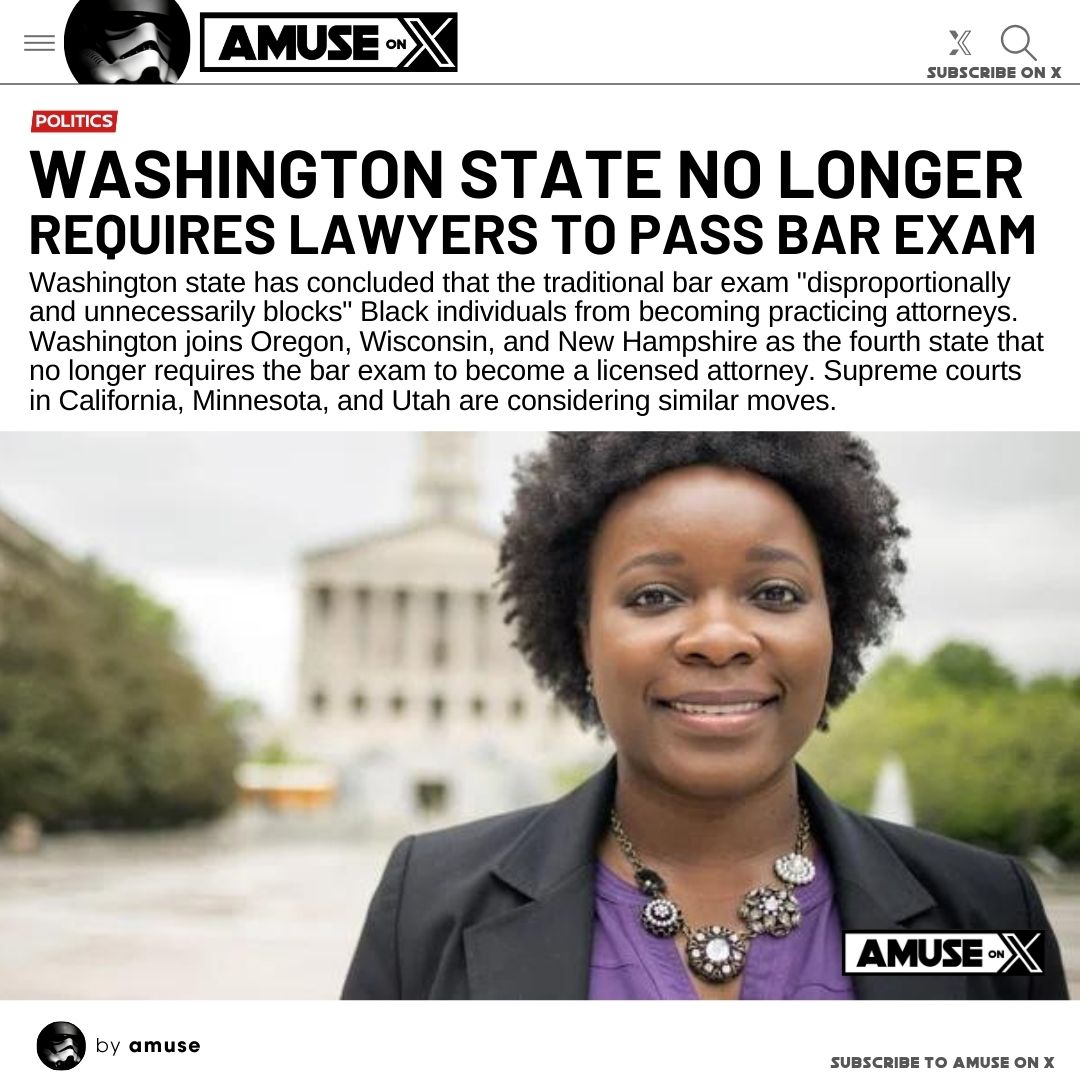 AMUSE ON X
SUBSCRIBE ON X
POLITICS
WASHINGTON STATE NO LONGER
REQUIRES LAWYERS TO PASS BAR EXAM
Washington state has concluded that the traditional bar exam "disproportionally
and unnecessarily blocks" Black individuals from becoming practicing attorneys.
Washington joins Oregon, Wisconsin, and New Hampshire as the fourth state that
no longer requires the bar exam to become a licensed attorney. Supreme courts
in California, Minnesota, and Utah are considering similar moves.
AMUSE ON X
by amuse
SUBSCRIBE TO AMUSE ON X